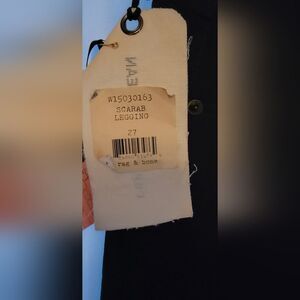 W15030163
SCARAB
LEGGING
27
rag & bone